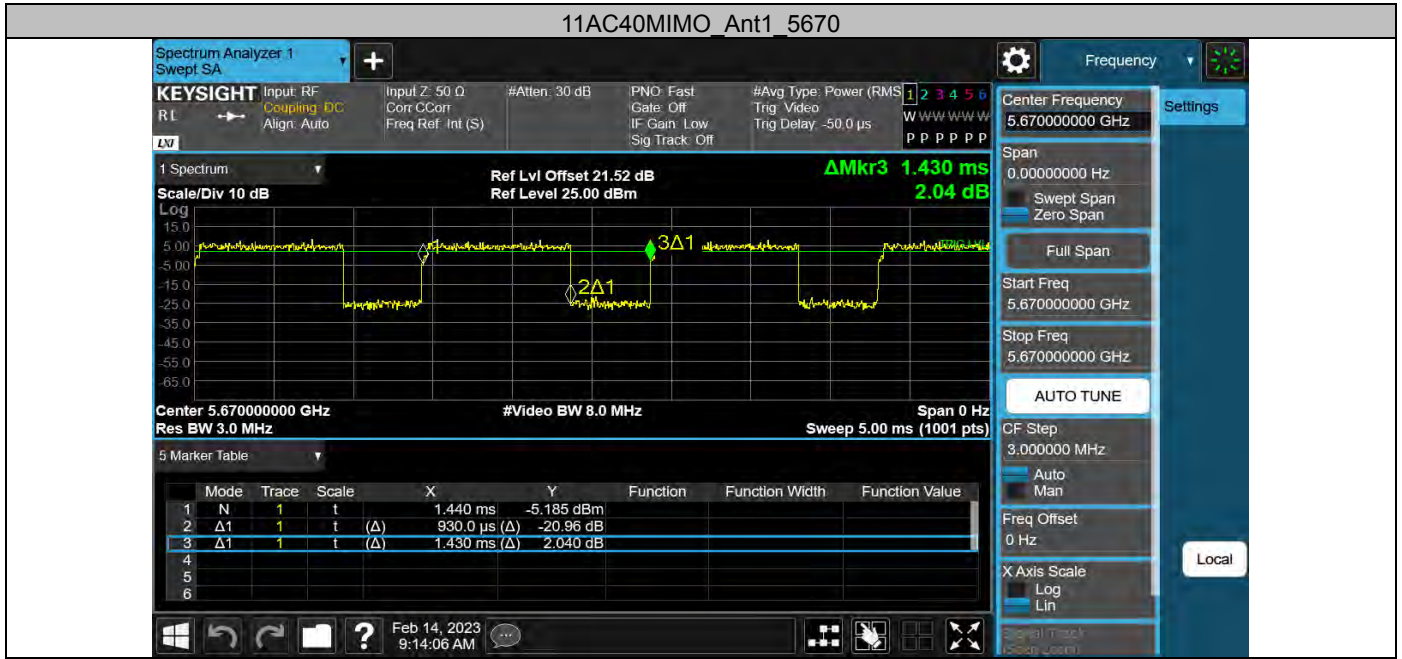 11AC40MIMO_Ant1_5670
Spectrum Analyzer 1
Swept SA
+
Frequency
KEYSIGHT
RL
LXI
Input: RF
Coupling: DC
Align: Auto
Input Z: 50 Ω
Corr CCorr
Freq Ref: Int (S)
#Atten: 30 dB
PNO: Fast
Gate: Off
IF Gain: Low
Sig Track: Off
#Avg Type: Power (RMS
Trig: Video
Trig Delay: -50.0 µs
1 2 3 4 5 6
W W W W W W
P P P P P P
Center Frequency
5.670000000 GHz
Settings
Span
0.00000000 Hz
Swept Span
Zero Span
Full Span
Start Freq
5.670000000 GHz
Stop Freq
5.670000000 GHz
AUTO TUNE
CF Step
3.000000 MHz
Auto
Man
Freq Offset
0 Hz
X Axis Scale
Log
Lin
Local
1 Spectrum
Scale/Div 10 dB
Ref Lvl Offset 21.52 dB
Ref Level 25.00 dBm
ΔMkr3 1.430 ms
2.04 dB
Log
15.0
5.00
-5.00
-15.0
-25.0
-35.0
-45.0
-55.0
-65.0
1
2Δ1
3Δ1
TRIG LVL
Center 5.670000000 GHz
#Video BW 8.0 MHz
Span 0 Hz
Res BW 3.0 MHz
Sweep 5.00 ms (1001 pts)
5 Marker Table
Mode Trace Scale X Y Function Function Width Function Value
1 N 1 t 1.440 ms -5.185 dBm
2 Δ1 1 t (Δ) 930.0 µs (Δ) -20.96 dB
3 Δ1 1 t (Δ) 1.430 ms (Δ) 2.040 dB
4
5
6
?
Feb 14, 2023
9:14:06 AM